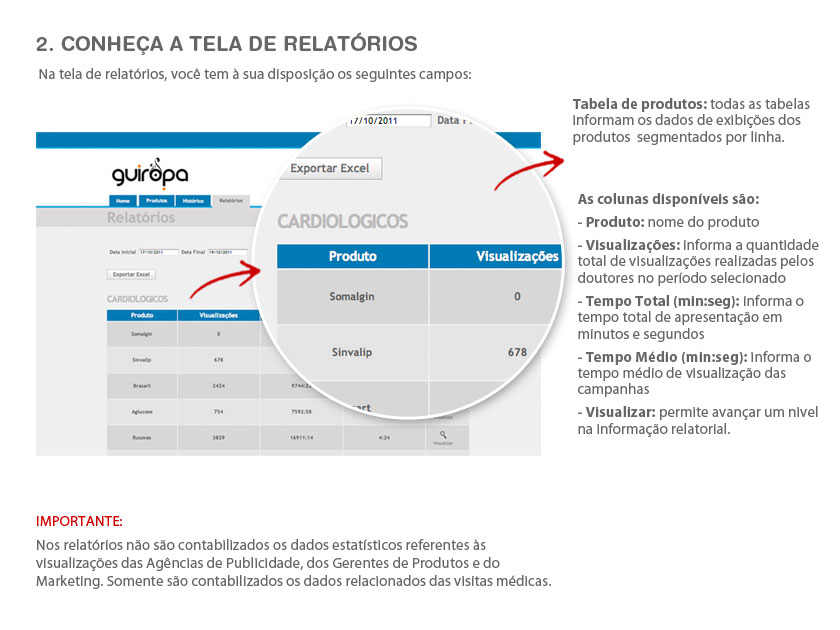 2. CONHEÇA A TELA DE RELATÓRIOS
Na tela de relatórios, você tem à sua disposição os seguintes campos:
guiropa
Home Produtos Histórico Relatórios
Relatórios
Data Inicial 17/10/2011 Data Final 19/10/2011
Exportar Excel
CARDIOLOGICOS
Produto Visualizações
Somalgin 0
Sinvalip 678
Brasart 2424
Aglucose 754 7592:58
Rusovas 3829 16911:14 4:24 Visualizar
17/10/2011 Data
Exportar Excel
CARDIOLOGICOS
Produto Visualizações
Somalgin 0
Sinvalip 678
Tabela de produtos: todas as tabelas
informam os dados de exibições dos
produtos segmentados por linha.
As colunas disponíveis são:
- Produto: nome do produto
- Visualizações: informa a quantidade
total de visualizações realizadas pelos
doutores no período selecionado
- Tempo Total (min:seg): Informa o
tempo total de apresentação em
minutos e segundos
- Tempo Médio (min:seg): Informa o
tempo médio de visualização das
campanhas
- Visualizar: permite avançar um nivel
na informação relatorial.
IMPORTANTE:
Nos relatórios não são contabilizados os dados estatísticos referentes às
visualizações das Agências de Publicidade, dos Gerentes de Produtos e do
Marketing. Somente são contabilizados os dados relacionados das visitas médicas.